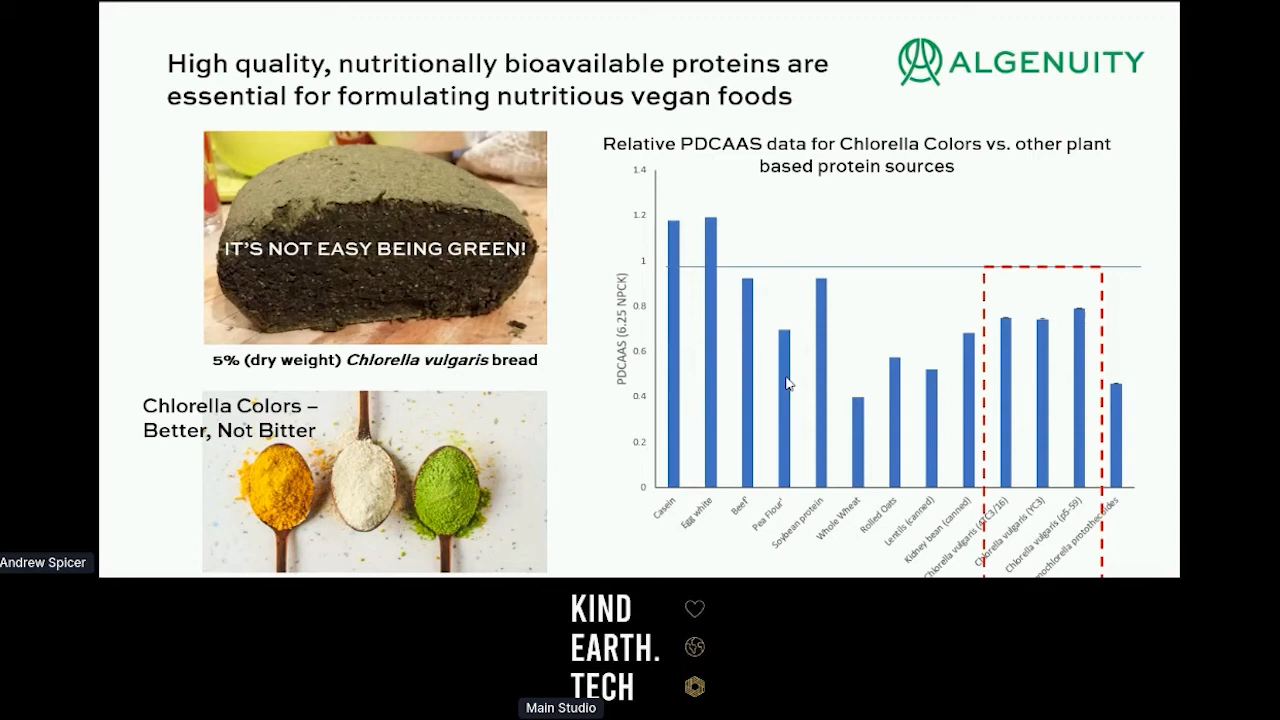 High quality, nutritionally bioavailable proteins are
essential for formulating nutritious vegan foods
ALGENUITY
IT'S NOT EASY BEING GREEN!
5% (dry weight) Chlorella vulgaris bread
Chlorella Colors –
Better, Not Bitter
Relative PDCAAS data for Chlorella Colors vs. other plant
based protein sources
PDCAAS (6.25 NPCK)
1.4
1.2
1
0.8
0.6
0.4
0.2
0
Casein
Egg white
Beef'
Pea Flour'
Soybean protein
Whole Wheat
Rolled Oats
Lentils (canned)
Kidney bean (canned)
Chlorella vulgaris (4TC3/16)
Chlorella vulgaris (YC3)
Chlorella vulgaris (p5-59)
Andrew Spicer
KIND
EARTH.
TECH
Main Studio